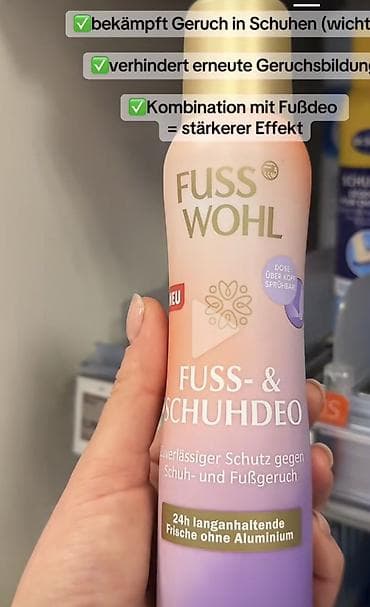 ✅bekämpft Geruch in Schuhen (wicht
✅verhindert erneute Geruchsbildung
✅Kombination mit Fußdeo
= stärkerer Effekt
FUSS
WOHL
DOSE
ÜBER KOPF
SPRÜHBAR
NEU
FUSS- &
SCHUHDEO
Zuverlässiger Schutz gegen
Schuh- und Fußgeruch
24h langanhaltende
Frische ohne Aluminium